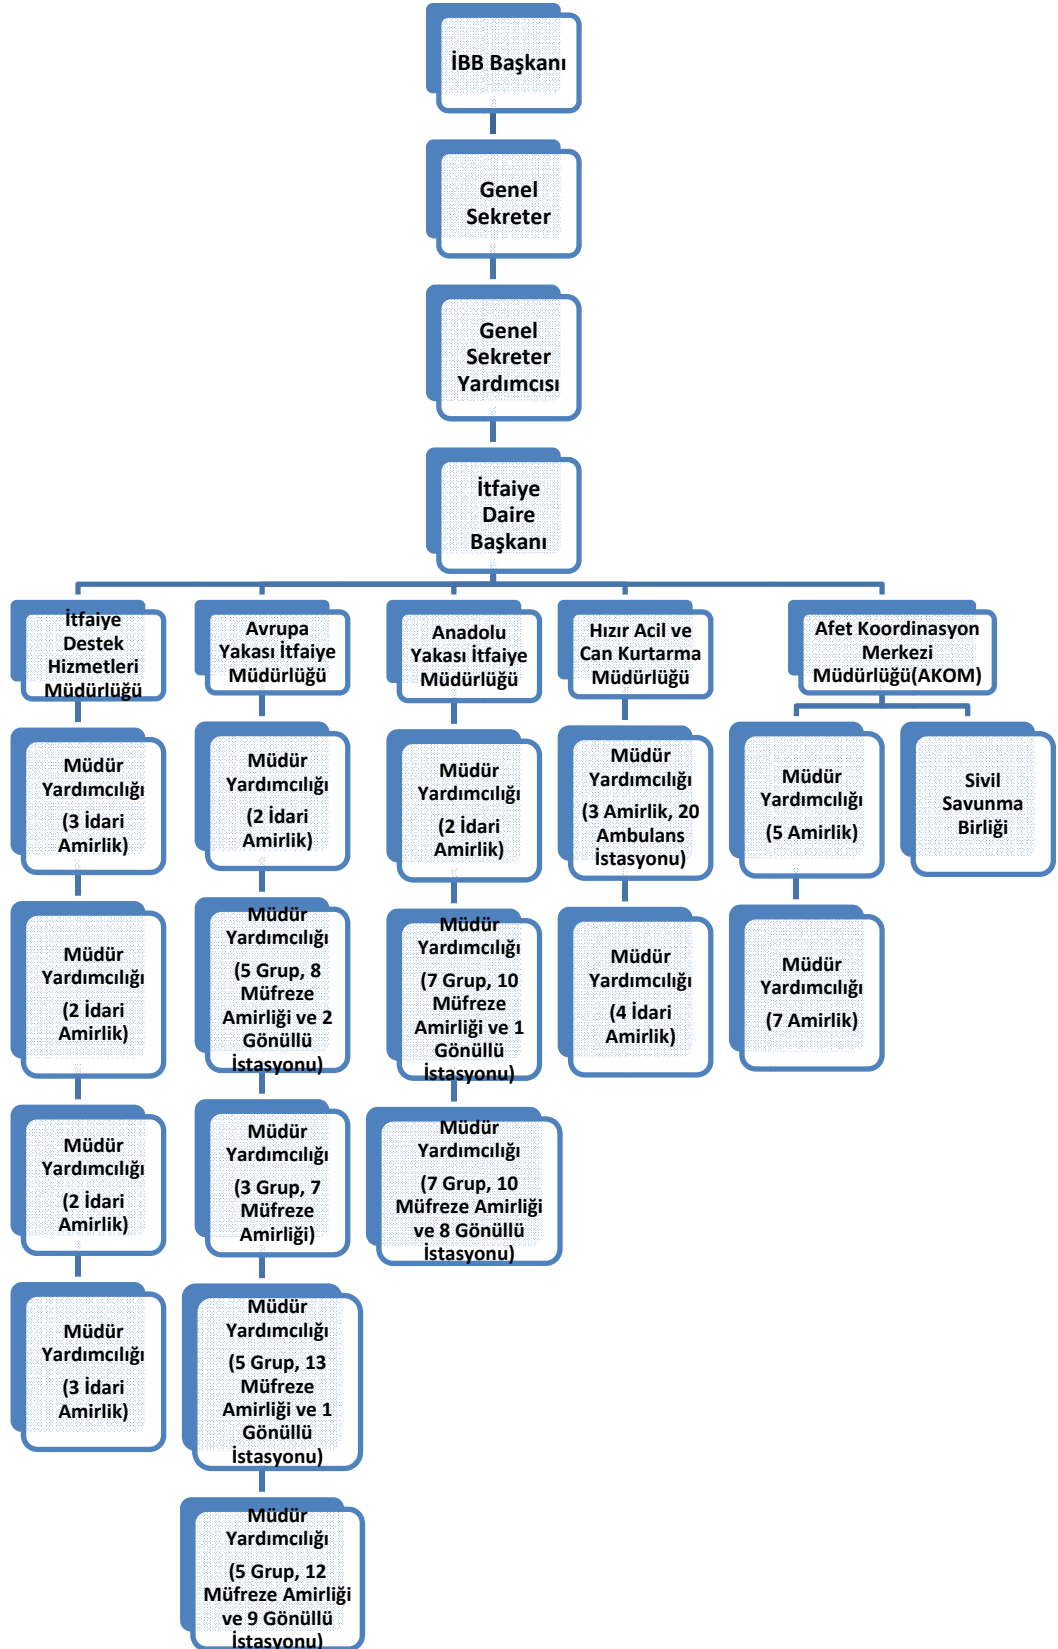 İBB Başkanı
Genel
Sekreter
Genel
Sekreter
Yardımcısı
İtfaiye
Daire
Başkanı
İtfaiye
Destek
Hizmetleri
Müdürlüğü
Müdür
Yardımcılığı
(3 İdari
Amirlik)
Müdür
Yardımcılığı
(2 İdari
Amirlik)
Müdür
Yardımcılığı
(2 İdari
Amirlik)
Müdür
Yardımcılığı
(3 İdari
Amirlik)
Avrupa
Yakası İtfaiye
Müdürlüğü
Müdür
Yardımcılığı
(2 İdari
Amirlik)
Müdür
Yardımcılığı
(5 Grup, 8
Müfreze
Amirliği ve 2
Gönüllü
İstasyonu)
Müdür
Yardımcılığı
(3 Grup, 7
Müfreze
Amirliği)
Müdür
Yardımcılığı
(5 Grup, 13
Müfreze
Amirliği ve 1
Gönüllü
İstasyonu)
Müdür
Yardımcılığı
(5 Grup, 12
Müfreze Amirliği
ve 9 Gönüllü
İstasyonu)
Anadolu
Yakası İtfaiye
Müdürlüğü
Müdür
Yardımcılığı
(2 İdari
Amirlik)
Müdür
Yardımcılığı
(7 Grup, 10
Müfreze
Amirliği ve 1
Gönüllü
İstasyonu)
Müdür
Yardımcılığı
(7 Grup, 10
Müfreze Amirliği
ve 8 Gönüllü
İstasyonu)
Hızır Acil ve
Can Kurtarma
Müdürlüğü
Müdür
Yardımcılığı
(3 Amirlik, 20
Ambulans
İstasyonu)
Müdür
Yardımcılığı
(4 İdari
Amirlik)
Afet Koordinasyon
Merkezi
Müdürlüğü(AKOM)
Müdür
Yardımcılığı
(5 Amirlik)
Müdür
Yardımcılığı
(7 Amirlik)
Sivil
Savunma
Birliği